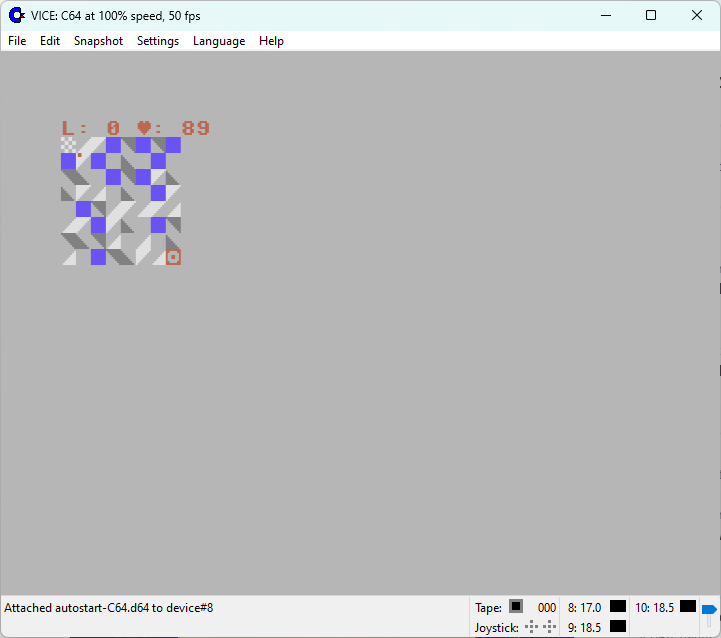 VICE: C64 at 100% speed, 50 fps
File Edit Snapshot Settings Language Help
L: 0 ♥: 89
Attached autostart-C64.d64 to device#8
Tape: 000 8: 17.0 10: 18.5
Joystick: 9: 18.5